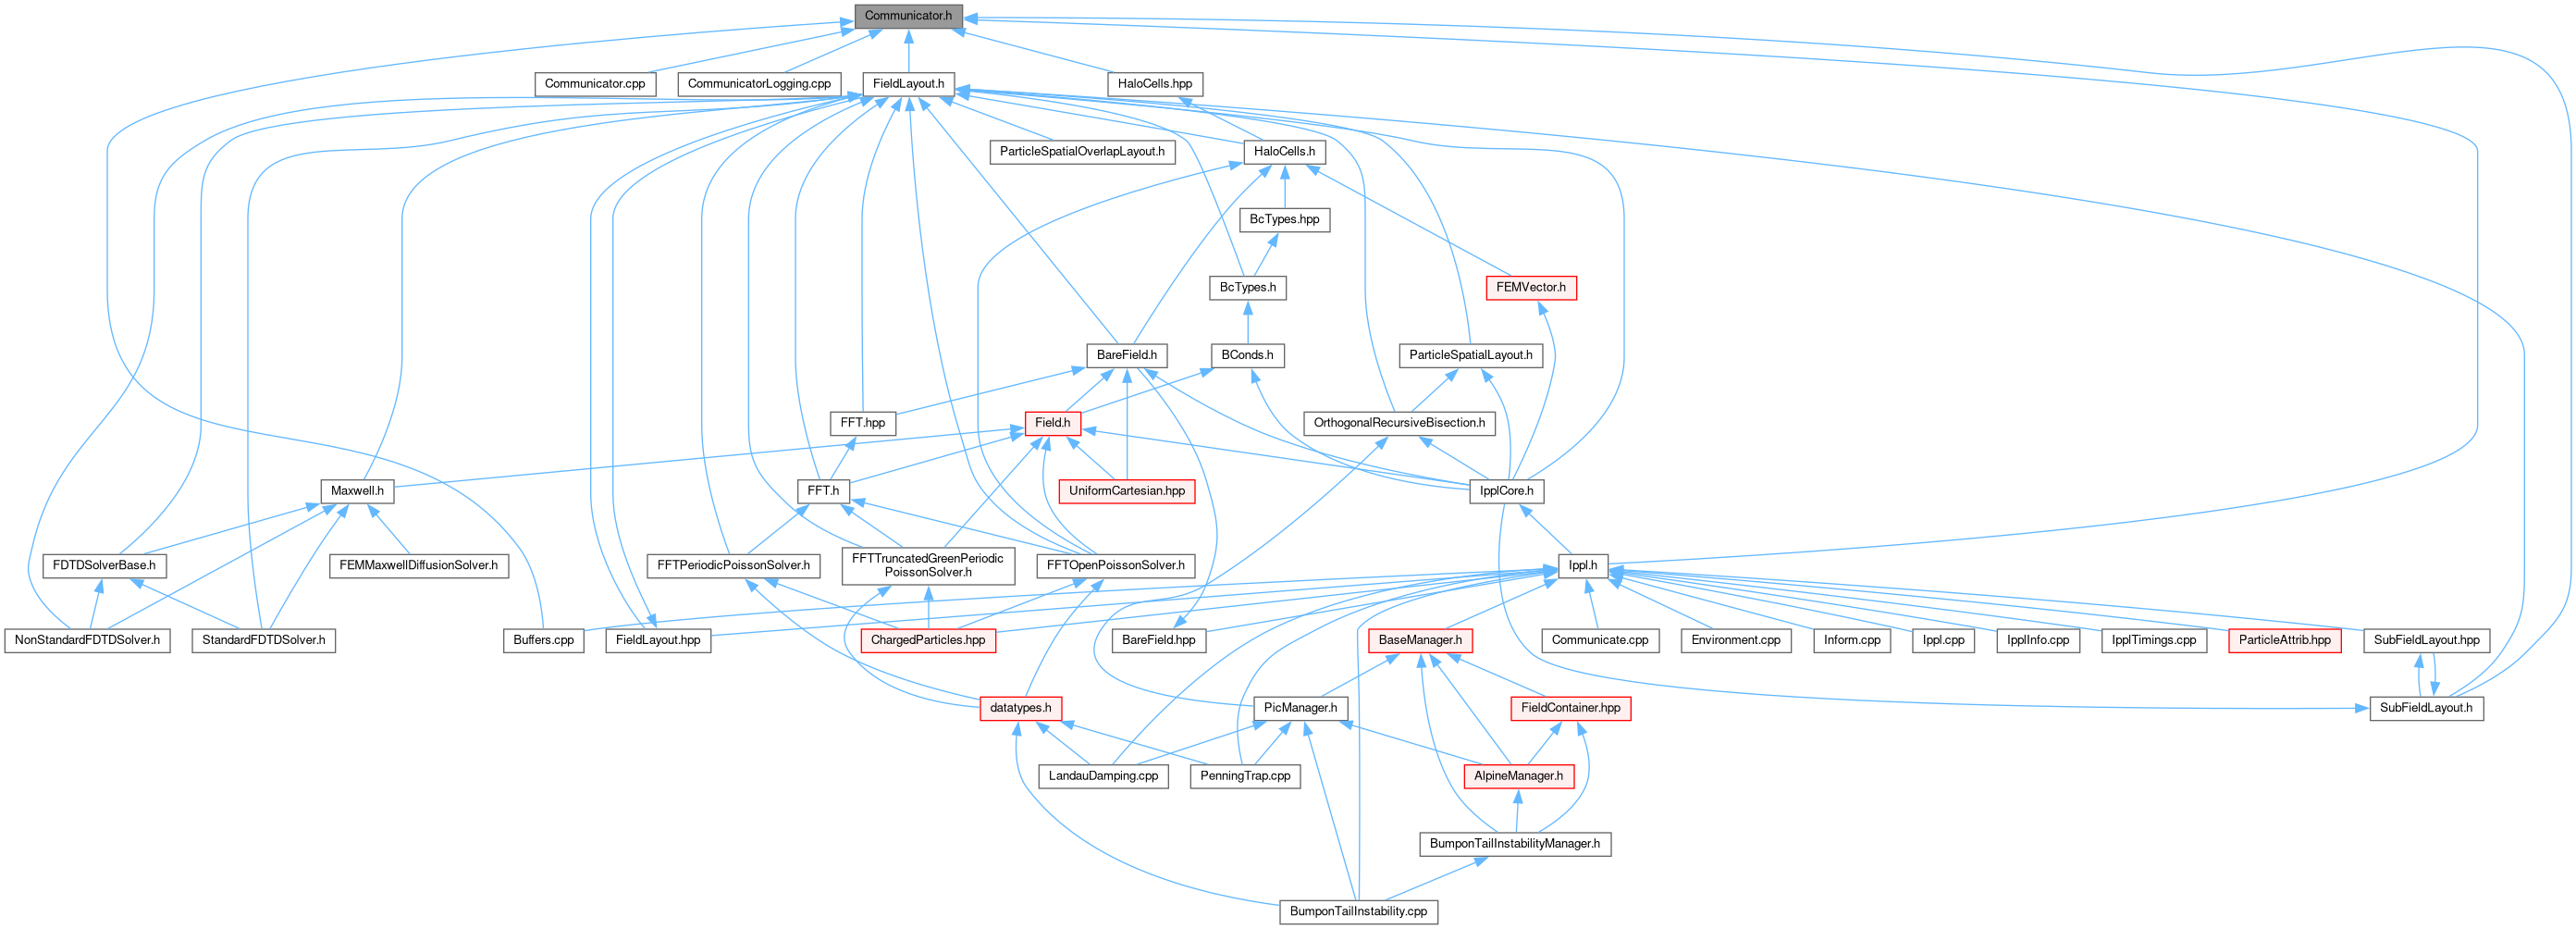 Communicator.h
Communicator.cpp
CommunicatorLogging.cpp
FieldLayout.h
HaloCells.hpp
ParticleSpatialOverlapLayout.h
HaloCells.h
BcTypes.hpp
BcTypes.h
FEMVector.h
BareField.h
BConds.h
ParticleSpatialLayout.h
FFT.hpp
Field.h
OrthogonalRecursiveBisection.h
Maxwell.h
FFT.h
UniformCartesian.hpp
IpplCore.h
FDTDSolverBase.h
FEMMaxwellDiffusionSolver.h
FFTPeriodicPoissonSolver.h
FFTTruncatedGreenPeriodic
PoissonSolver.h
FFTOpenPoissonSolver.h
Ippl.h
NonStandardFDTDSolver.h
StandardFDTDSolver.h
Buffers.cpp
FieldLayout.hpp
ChargedParticles.hpp
BareField.hpp
BaseManager.h
Communicate.cpp
Environment.cpp
Inform.cpp
Ippl.cpp
IpplInfo.cpp
IpplTimings.cpp
ParticleAttrib.hpp
SubFieldLayout.hpp
datatypes.h
PicManager.h
FieldContainer.hpp
SubFieldLayout.h
LandauDamping.cpp
PenningTrap.cpp
AlpineManager.h
BumponTailInstabilityManager.h
BumponTailInstability.cpp